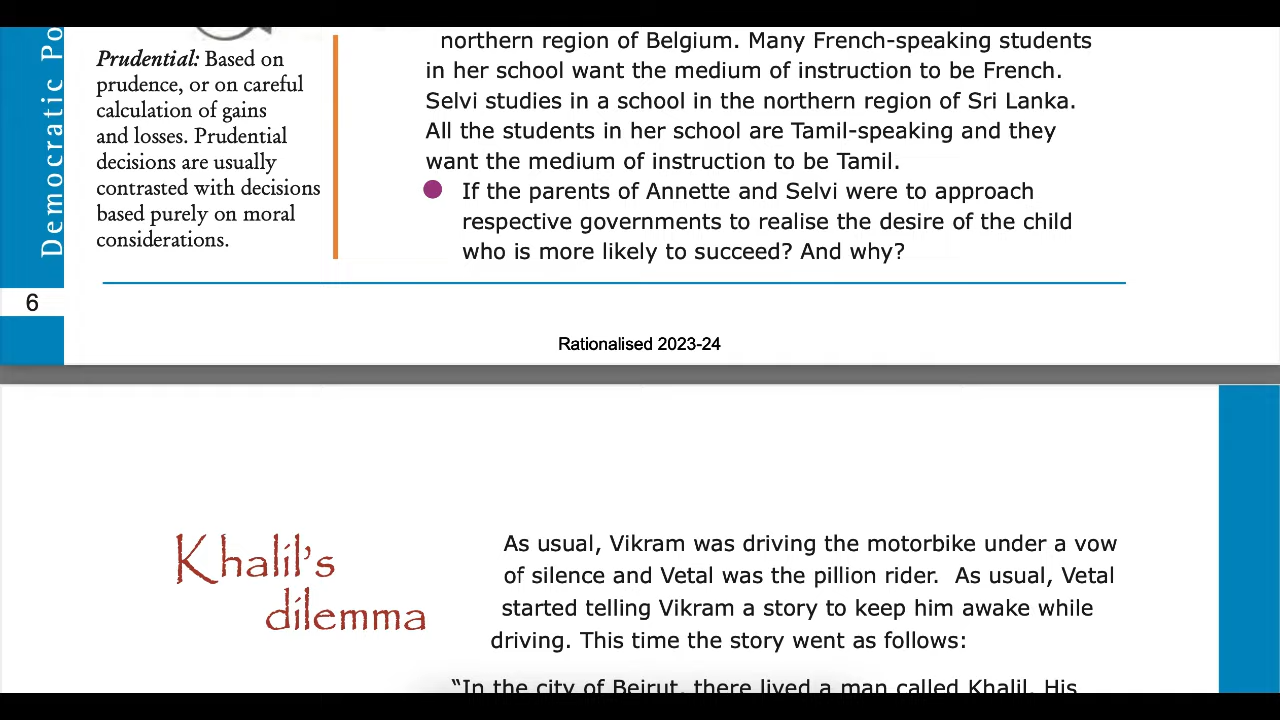 Democratic Po
Prudential: Based on
prudence, or on careful
calculation of gains
and losses. Prudential
decisions are usually
contrasted with decisions
based purely on moral
considerations.
northern region of Belgium. Many French-speaking students
in her school want the medium of instruction to be French.
Selvi studies in a school in the northern region of Sri Lanka.
All the students in her school are Tamil-speaking and they
want the medium of instruction to be Tamil.
If the parents of Annette and Selvi were to approach
respective governments to realise the desire of the child
who is more likely to succeed? And why?
6
Rationalised 2023-24
Khalil's
dilemma
As usual, Vikram was driving the motorbike under a vow
of silence and Vetal was the pillion rider. As usual, Vetal
started telling Vikram a story to keep him awake while
driving. This time the story went as follows:
“In the city of Beirut, there lived a man called Khalil. His